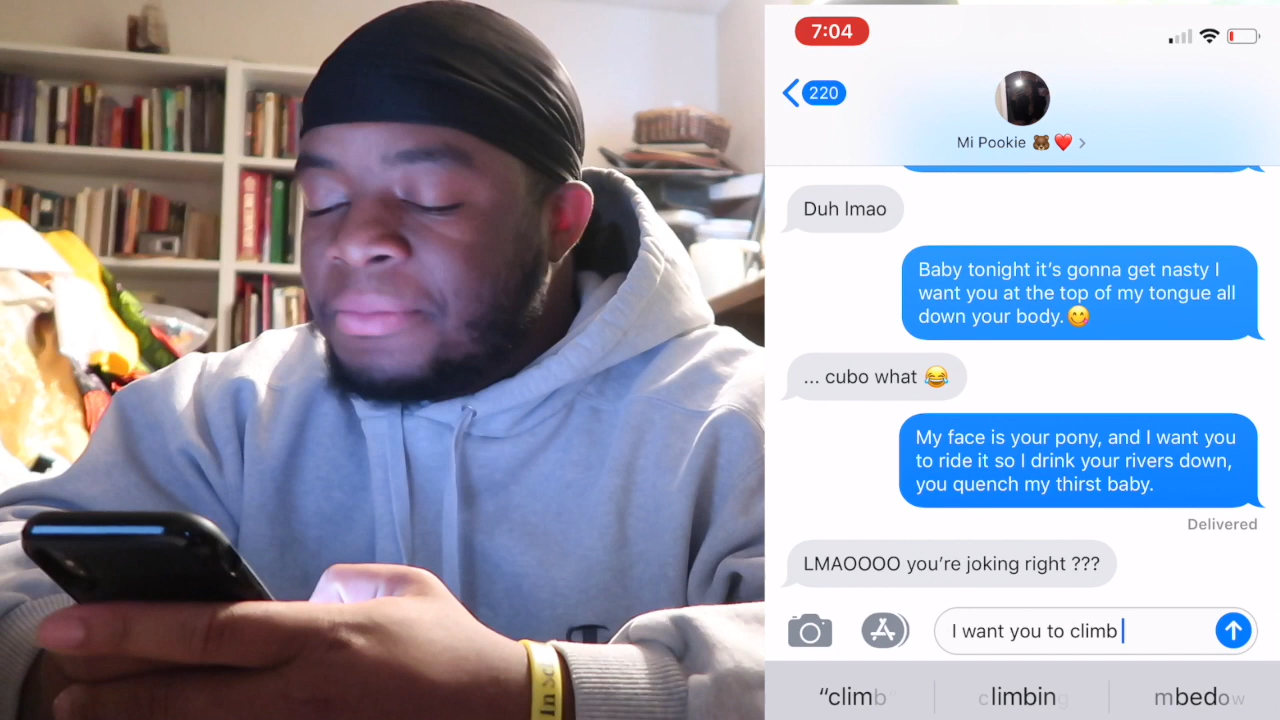 7:04
220
Mi Pookie 🐻❤️ >
Duh lmao
Baby tonight it's gonna get nasty I
want you at the top of my tongue all
down your body.😋
... cubo what 😂
My face is your pony, and I want you
to ride it so I drink your rivers down,
you quench my thirst baby.
Delivered
LMAOOOO you're joking right ???
I want you to climb
"climb"
climbing
In Sc